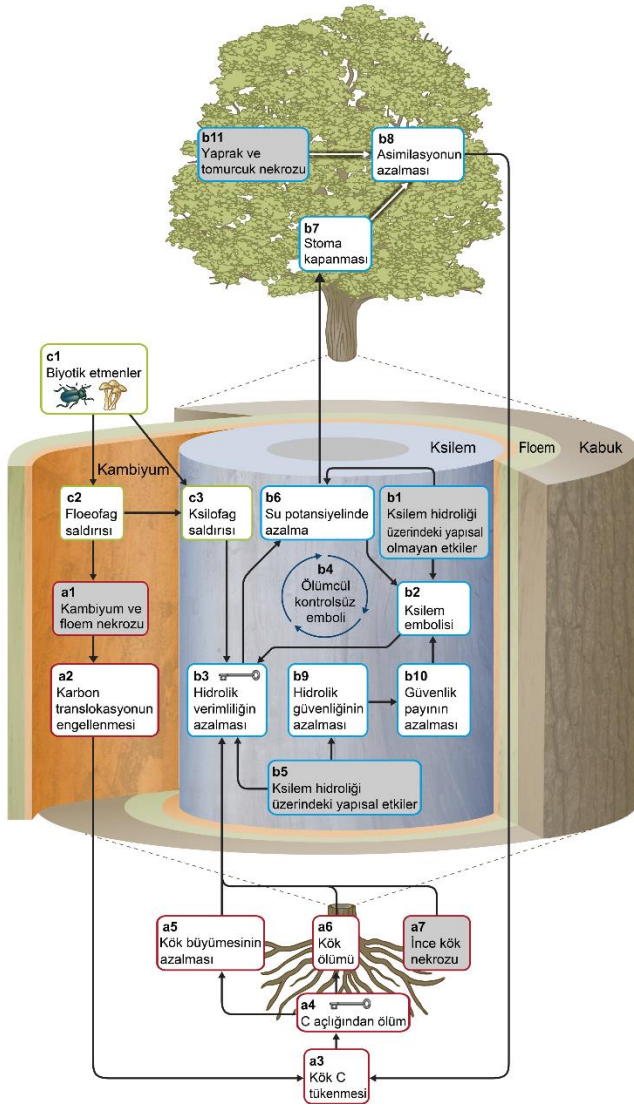 b11
Yaprak ve
tomurcuk nekrozu
b8
Asimilasyonun
azalması
b7
Stoma
kapanması
c1
Biyotik etmenler
Kambiyum
Ksilem
Floem
Kabuk
c2
Floeofag
saldırısı
c3
Ksilofag
saldırısı
b6
Su potansiyelinde
azalma
b1
Ksilem hidroliği
üzerindeki yapısal
olmayan etkiler
a1
Kambiyum ve
floem nekrozu
b4
Ölümcül
kontrolsüz
emboli
b2
Ksilem
embolisi
a2
Karbon
translokasyonun
engellenmesi
b3
Hidrolik
verimliliğin
azalması
b9
Hidrolik
güvenliğinin
azalması
b10
Güvenlik
payının
azalması
b5
Ksilem hidroliği
üzerindeki yapısal etkiler
a5
Kök büyümesinin
azalması
a6
Kök
ölümü
a7
İnce kök
nekrozu
a4
C açlığından ölüm
a3
Kök C
tükenmesi